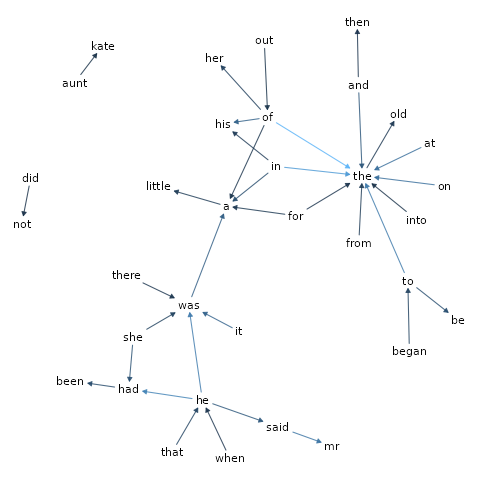 then
out
kate
her
aunt
and
old
of
his
at
in
the
did
little
on
a
for
into
not
from
there
to
was
be
it
she
began
been
had
he
said
mr
that
when